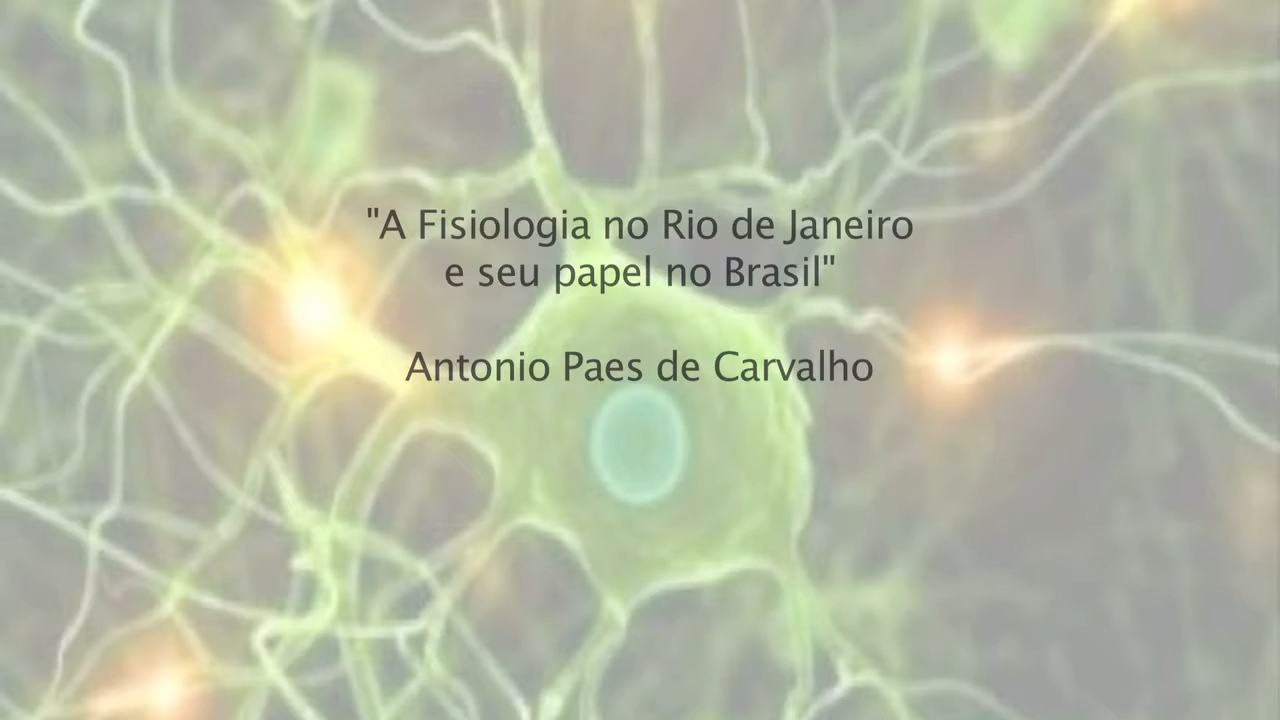 "A Fisiologia no Rio de Janeiro
e seu papel no Brasil"
Antonio Paes de Carvalho